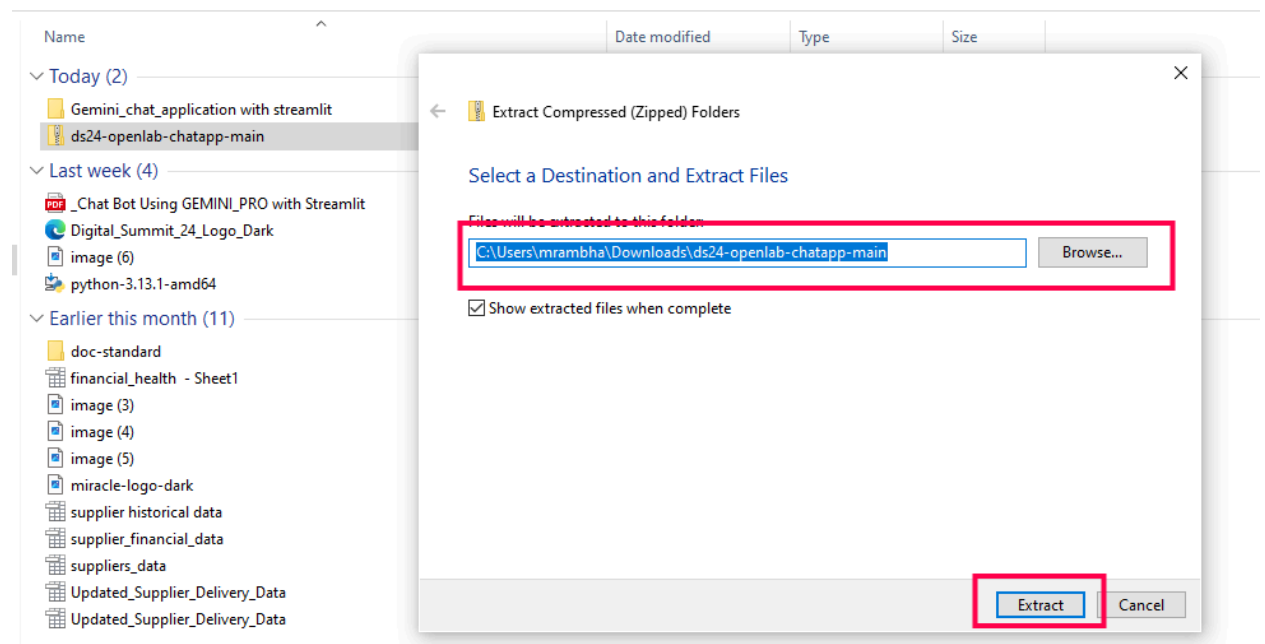 Name Date modified Type Size
Today (2)
Gemini_chat_application with streamlit
ds24-openlab-chatapp-main
Last week (4)
PDF _Chat Bot Using GEMINI_PRO with Streamlit
Digital_Summit_24_Logo_Dark
image (6)
python-3.13.1-amd64
Earlier this month (11)
doc-standard
financial_health - Sheet1
image (3)
image (4)
image (5)
miracle-logo-dark
supplier historical data
supplier_financial_data
suppliers_data
Updated_Supplier_Delivery_Data
Updated_Supplier_Delivery_Data
Extract Compressed (Zipped) Folders
Select a Destination and Extract Files
Files will be extracted to this folder:
C:\Users\mrambha\Downloads\ds24-openlab-chatapp-main
Browse...
Show extracted files when complete
Extract Cancel